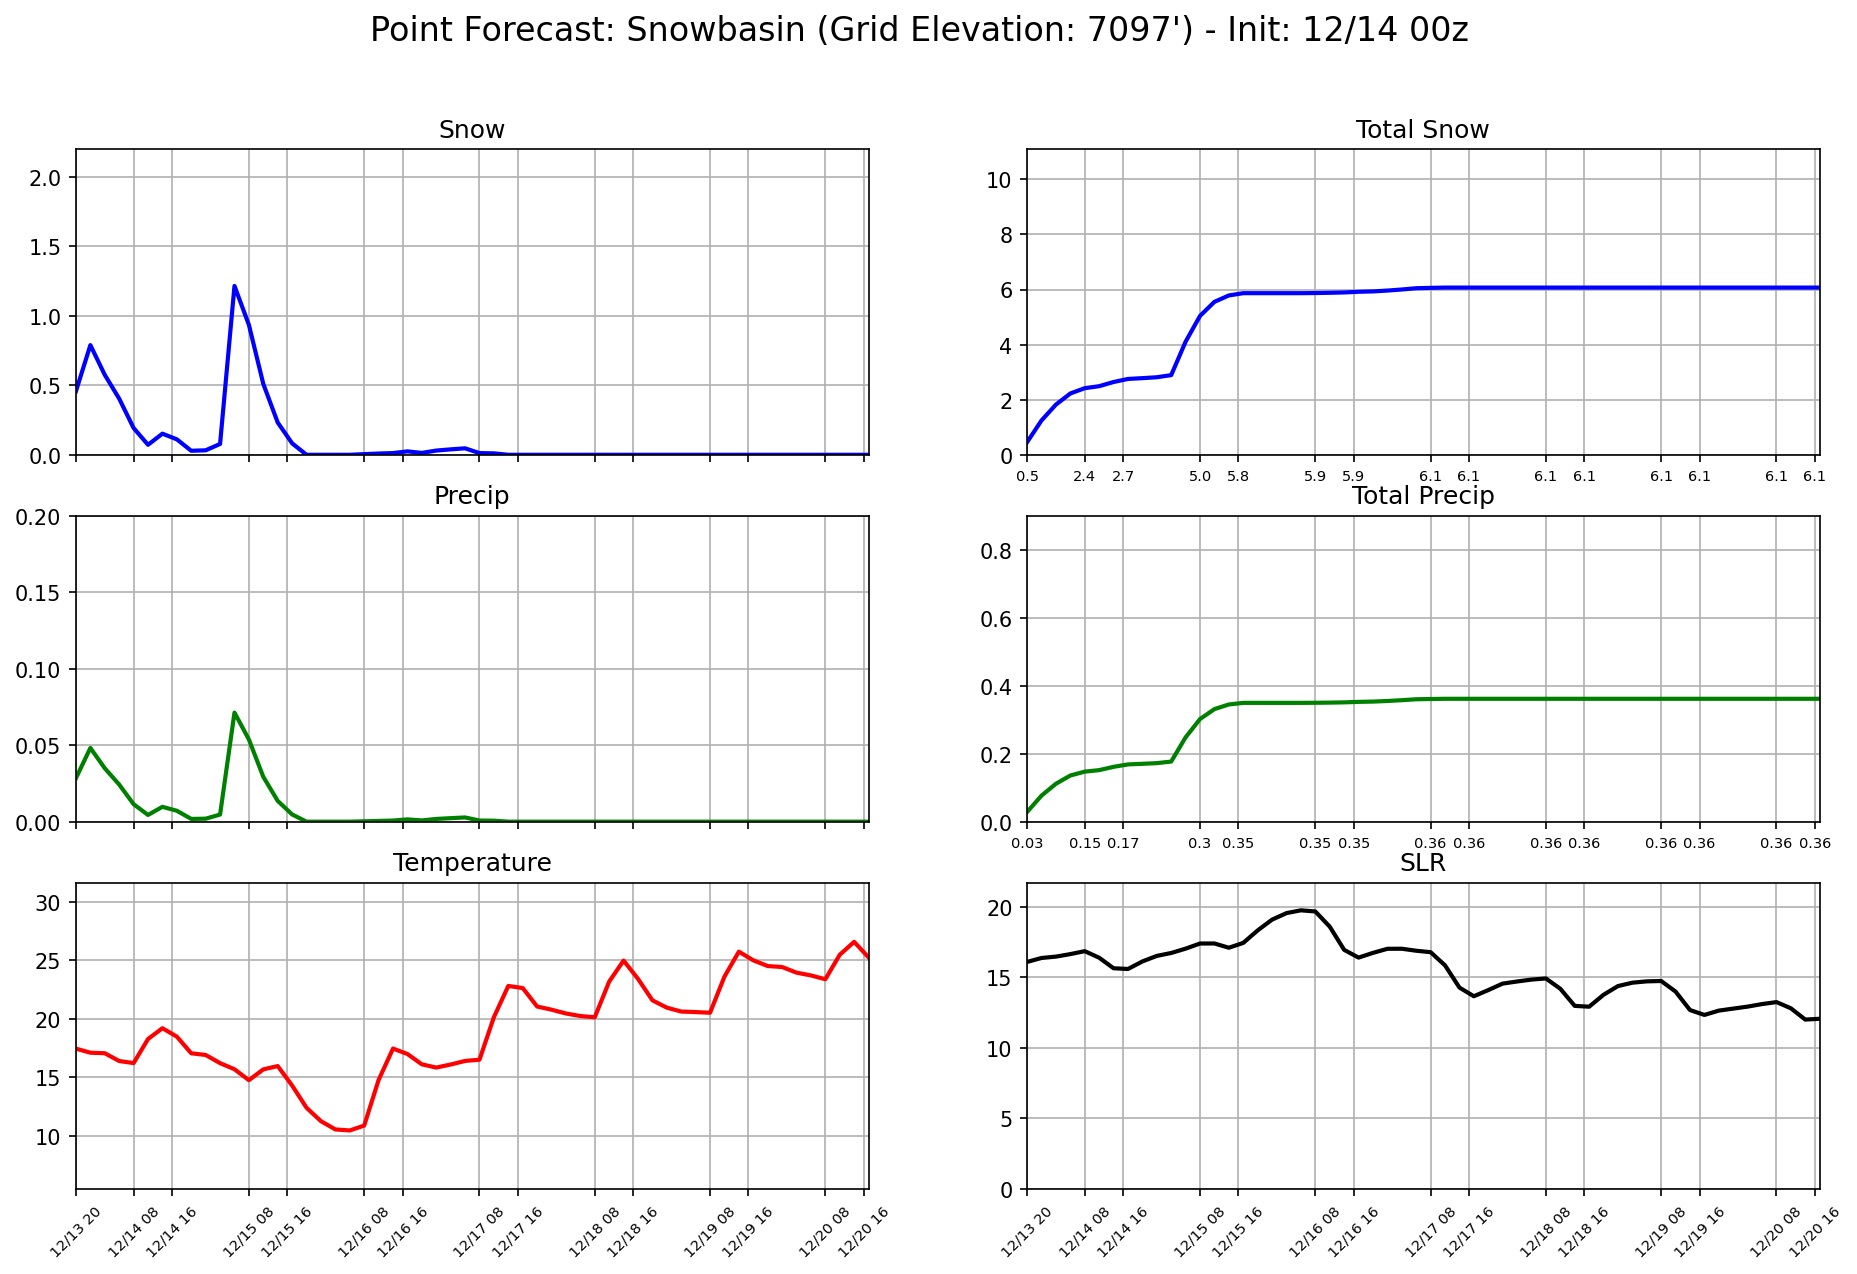 Point Forecast: Snowbasin (Grid Elevation: 7097') - Init: 12/14 00z
Snow
2.0
1.5
1.0
0.5
0.0
Total Snow
10
8
6
4
2
0
0.5 2.4 2.7 5.0 5.8 5.9 5.9 6.1 6.1 6.1 6.1 6.1 6.1 6.1 6.1
Precip
0.20
0.15
0.10
0.05
0.00
Total Precip
0.8
0.6
0.4
0.2
0.0
0.03 0.15 0.17 0.3 0.35 0.35 0.35 0.36 0.36 0.36 0.36 0.36 0.36 0.36 0.36
Temperature
30
25
20
15
10
12/13 20 12/14 08 12/14 16 12/15 08 12/15 16 12/16 08 12/16 16 12/17 08 12/17 16 12/18 08 12/18 16 12/19 08 12/19 16 12/20 08 12/20 16
SLR
20
15
10
5
0
12/13 20 12/14 08 12/14 16 12/15 08 12/15 16 12/16 08 12/16 16 12/17 08 12/17 16 12/18 08 12/18 16 12/19 08 12/19 16 12/20 08 12/20 16